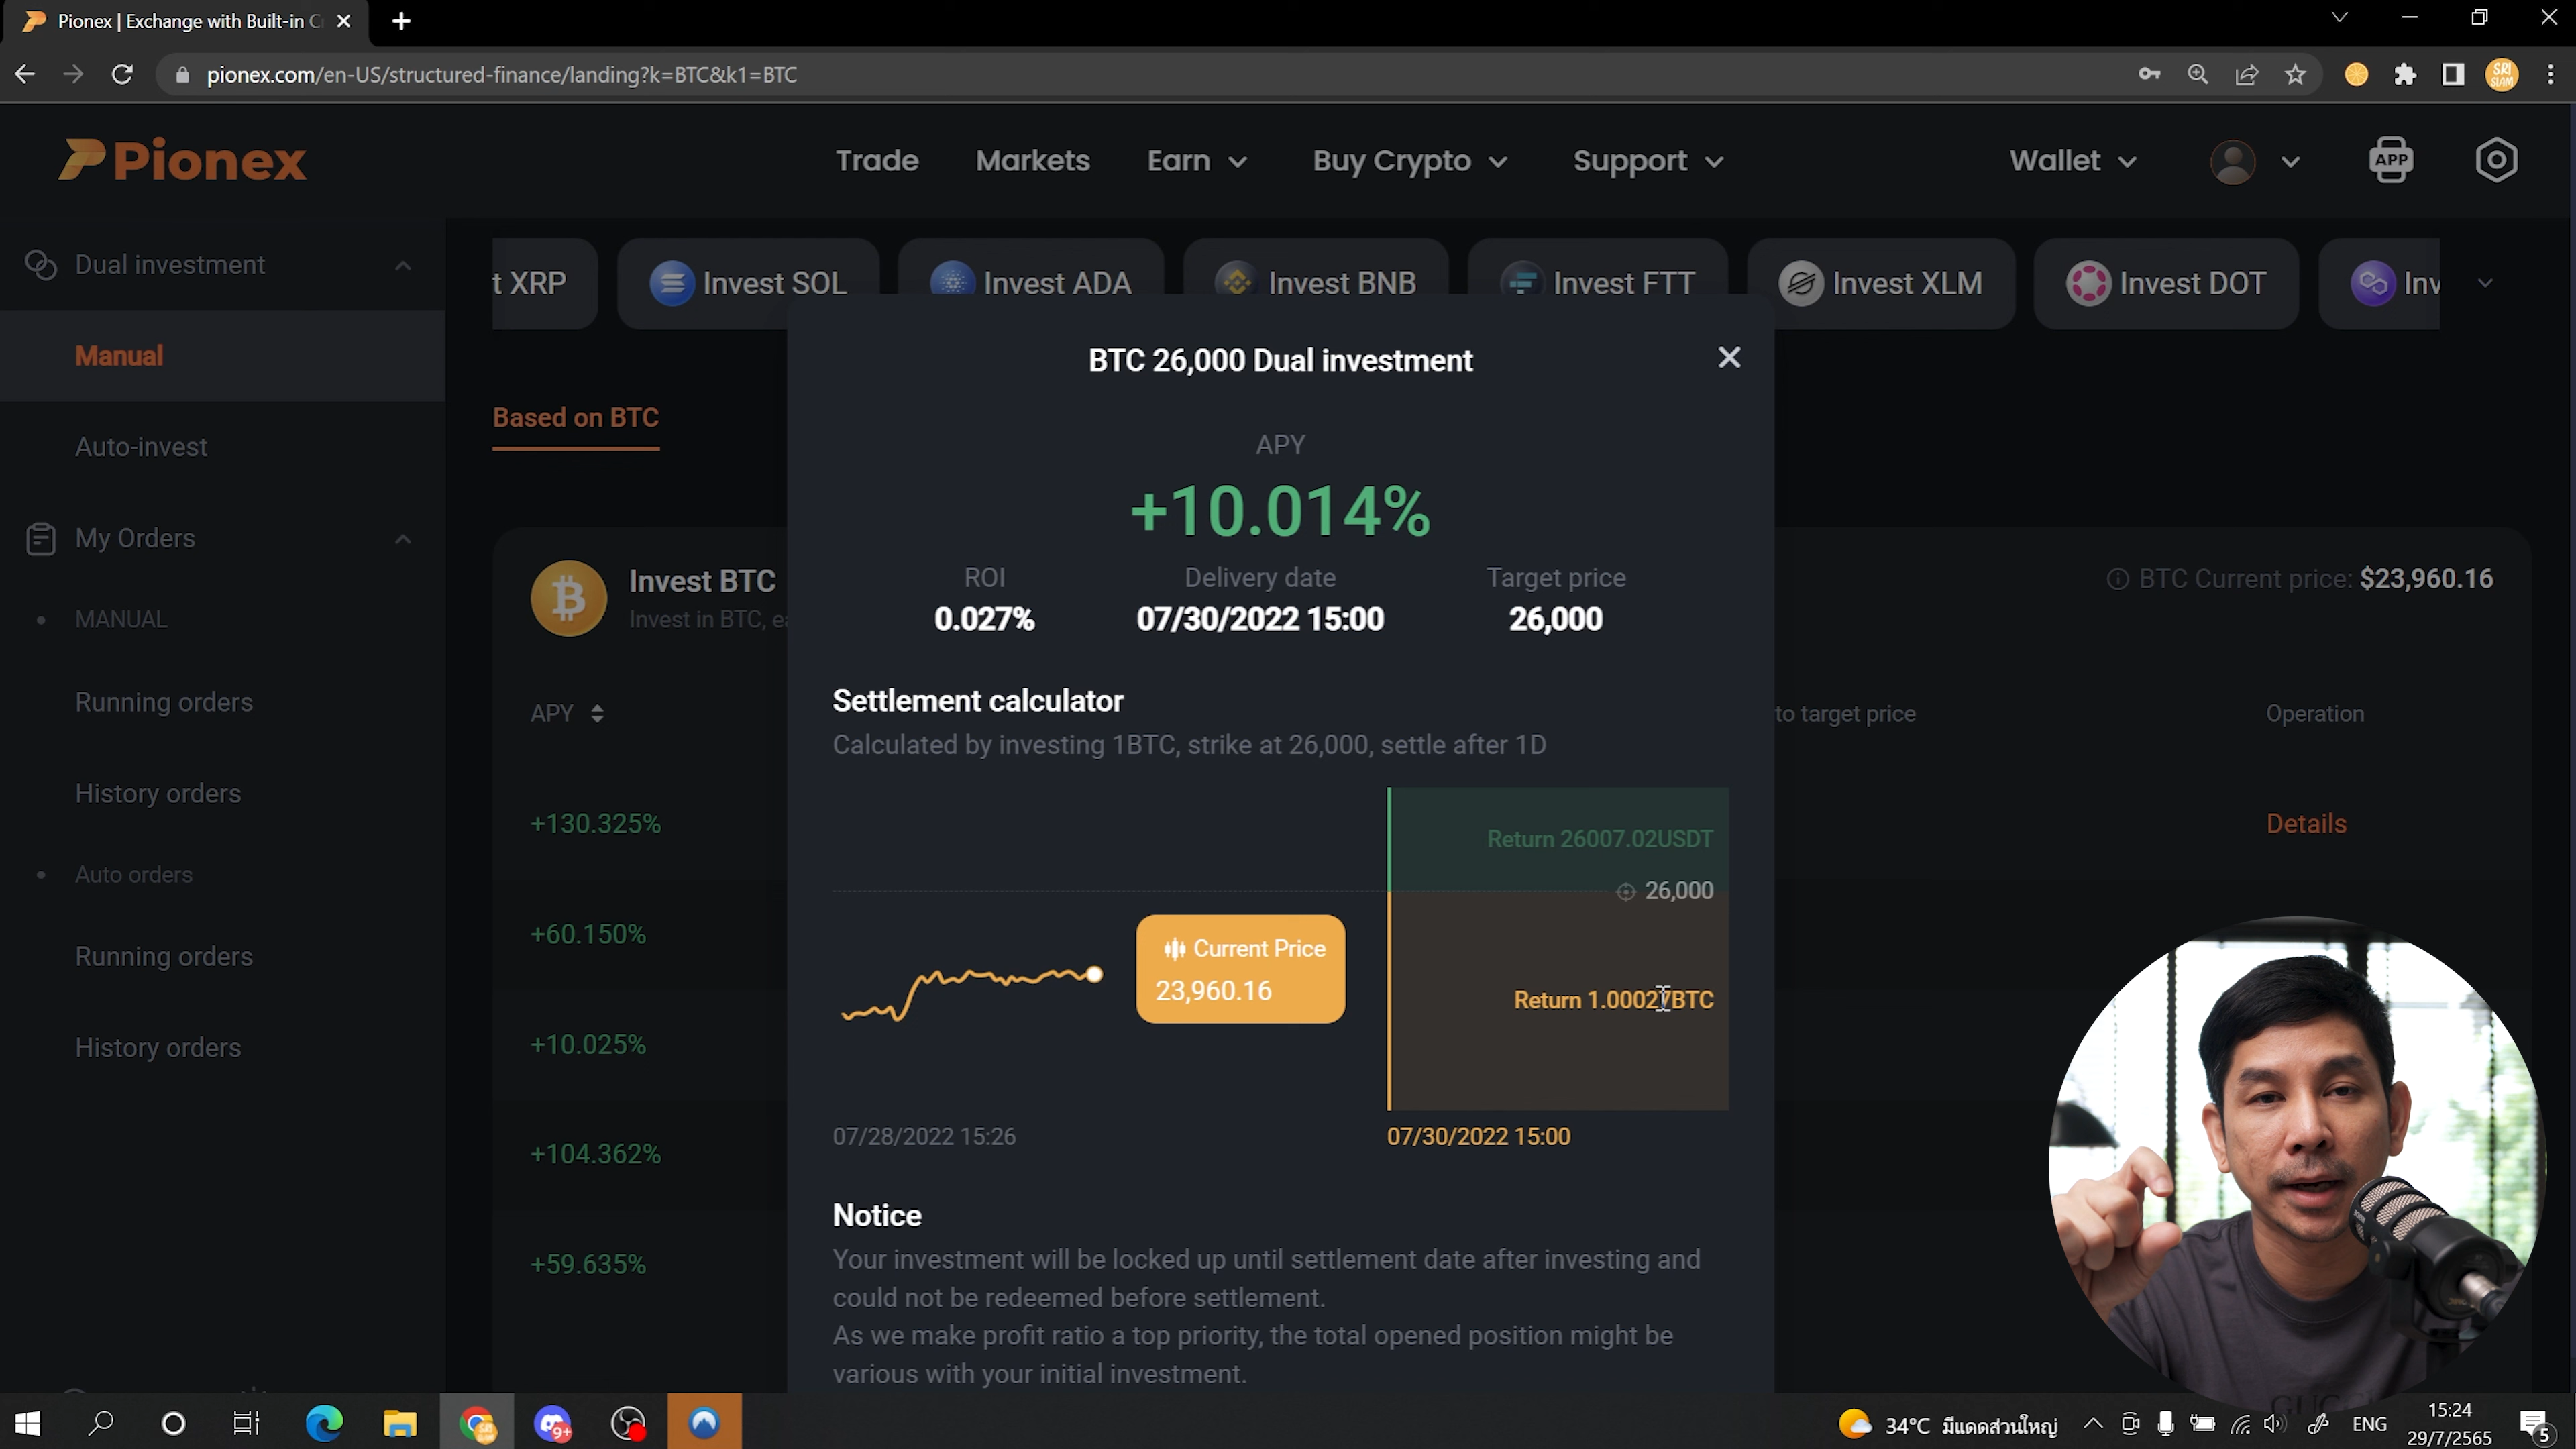 Pionex | Exchange with Built-in C
pionex.com/en-US/structured-finance/landing?k=BTC&k1=BTC
SRI
SIAM
Pionex
Trade
Markets
Earn
Buy Crypto
Support
Wallet
APP
Dual investment
Manual
Auto-invest
My Orders
MANUAL
Running orders
History orders
Auto orders
Running orders
History orders
t XRP
Invest SOL
Invest ADA
Invest BNB
Invest FTT
Invest XLM
Invest DOT
Inv
Based on BTC
Invest BTC
Invest in BTC, ea
BTC Current price: $23,960.16
APY
to target price
Operation
+130.325%
Details
+60.150%
+10.025%
+104.362%
+59.635%
BTC 26,000 Dual investment
APY
+10.014%
ROI
Delivery date
Target price
0.027%
07/30/2022 15:00
26,000
Settlement calculator
Calculated by investing 1BTC, strike at 26,000, settle after 1D
Return 26007.02USDT
26,000
Current Price
23,960.16
Return 1.00027BTC
07/28/2022 15:26
07/30/2022 15:00
Notice
Your investment will be locked up until settlement date after investing and
could not be redeemed before settlement.
As we make profit ratio a top priority, the total opened position might be
various with your initial investment.
9+
34°C มีแดดส่วนใหญ่
ENG
15:24
29/7/2565
5